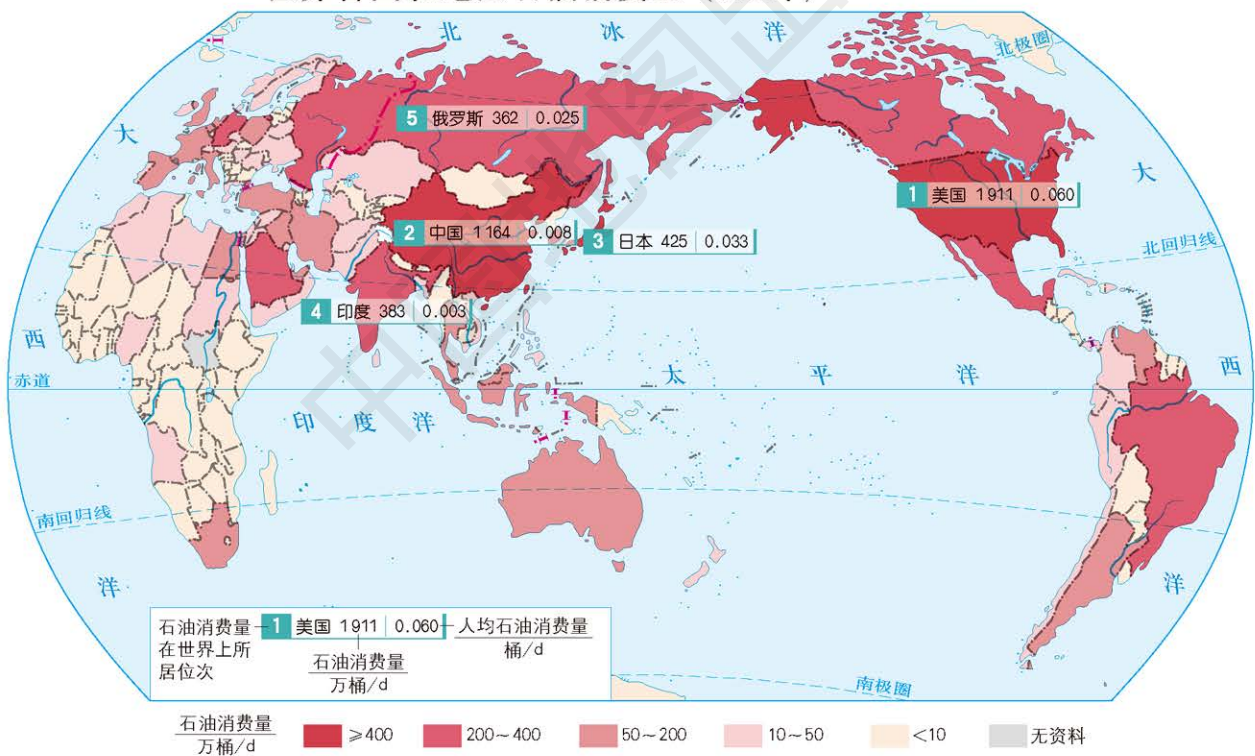 北冰洋
北极圈
大
5 俄罗斯 362 0.025
1 美国 1911 0.060
大
2 中国 1164 0.008
3 日本 425 0.033
北回归线
4 印度 383 0.003
西
赤道
太平洋
西
印度洋
南回归线
洋
洋
石油消费量在世界上所居位次
1 美国 1911 0.060
人均石油消费量
桶/d
石油消费量
万桶/d
南极圈
石油消费量
万桶/d
≥400
200~400
50~200
10~50
<10
无资料